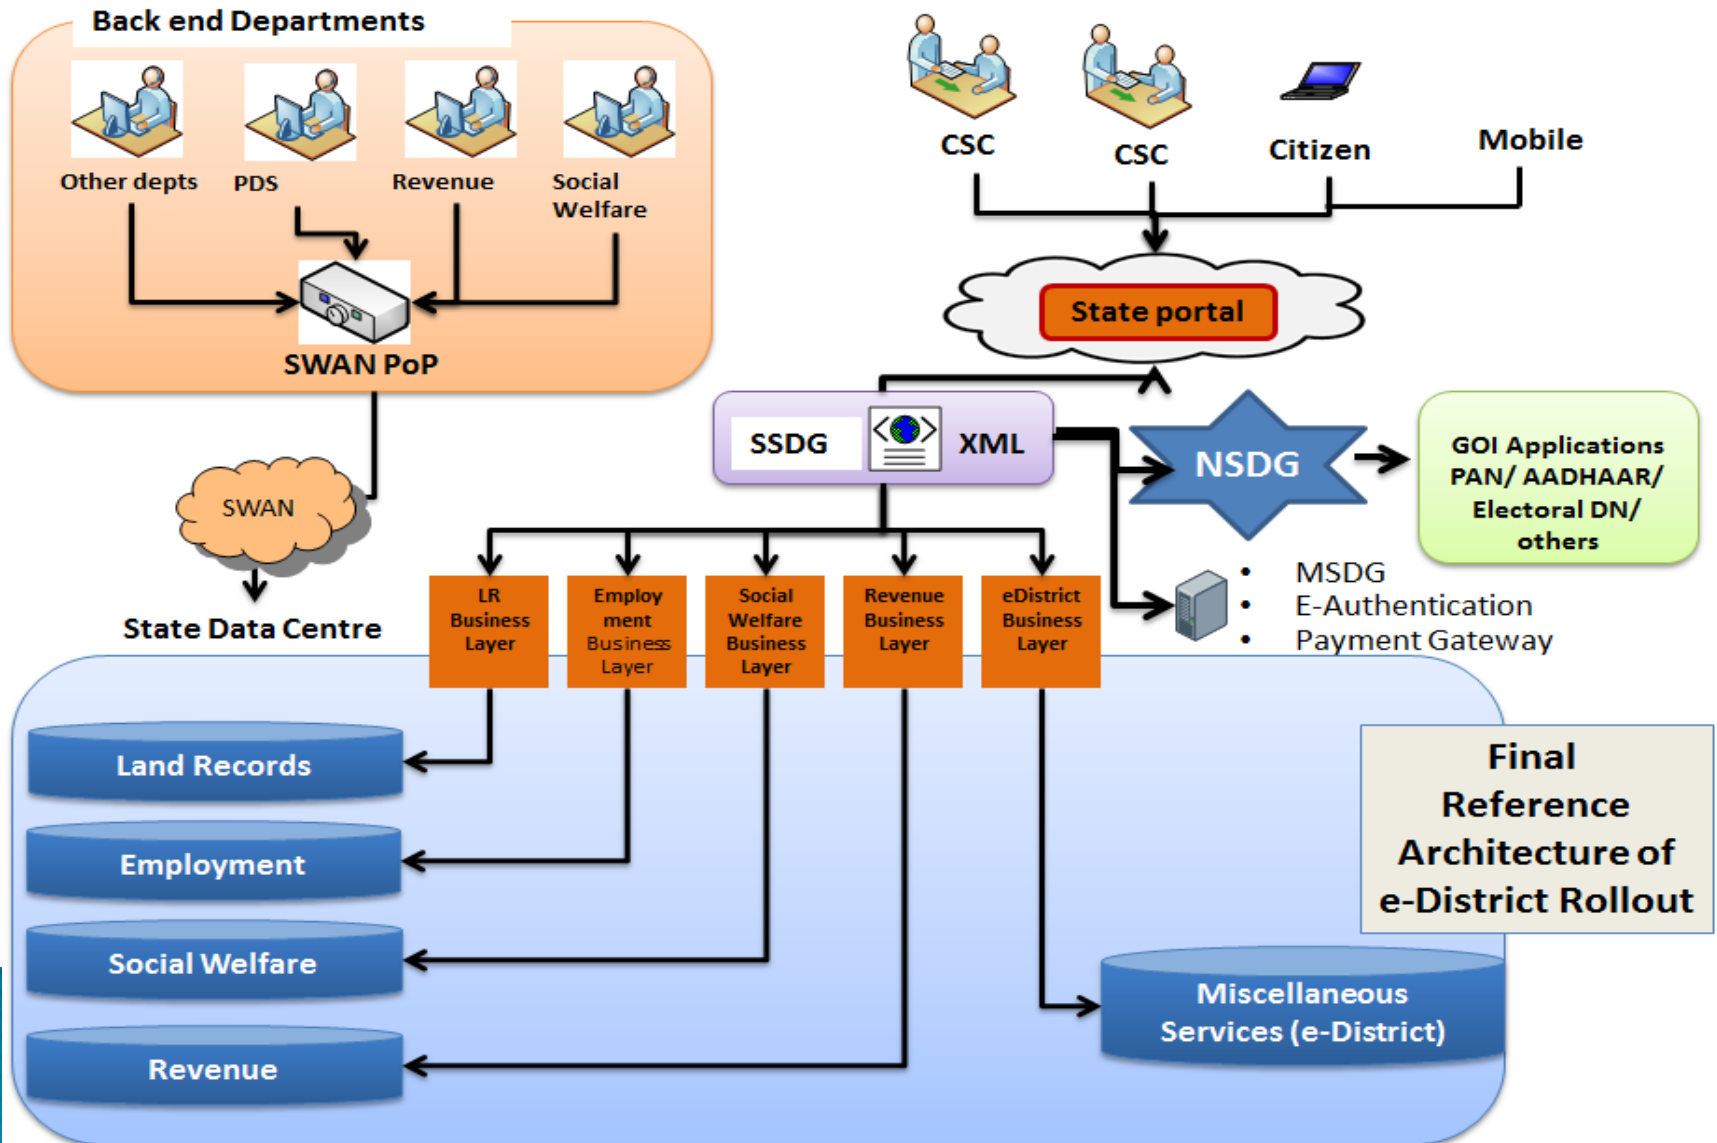 Back end Departments
Other depts
PDS
Revenue
Social
Welfare
SWAN PoP
CSC
CSC
Citizen
Mobile
State portal
SSDG
XML
NSDG
GOI Applications
PAN/ AADHAAR/
Electoral DN/
others
SWAN
State Data Centre
LR
Business
Layer
Employ
ment
Business
Layer
Social
Welfare
Business
Layer
Revenue
Business
Layer
eDistrict
Business
Layer
• MSDG
• E-Authentication
• Payment Gateway
Land Records
Employment
Social Welfare
Revenue
Final
Reference
Architecture of
e-District Rollout
Miscellaneous
Services (e-District)